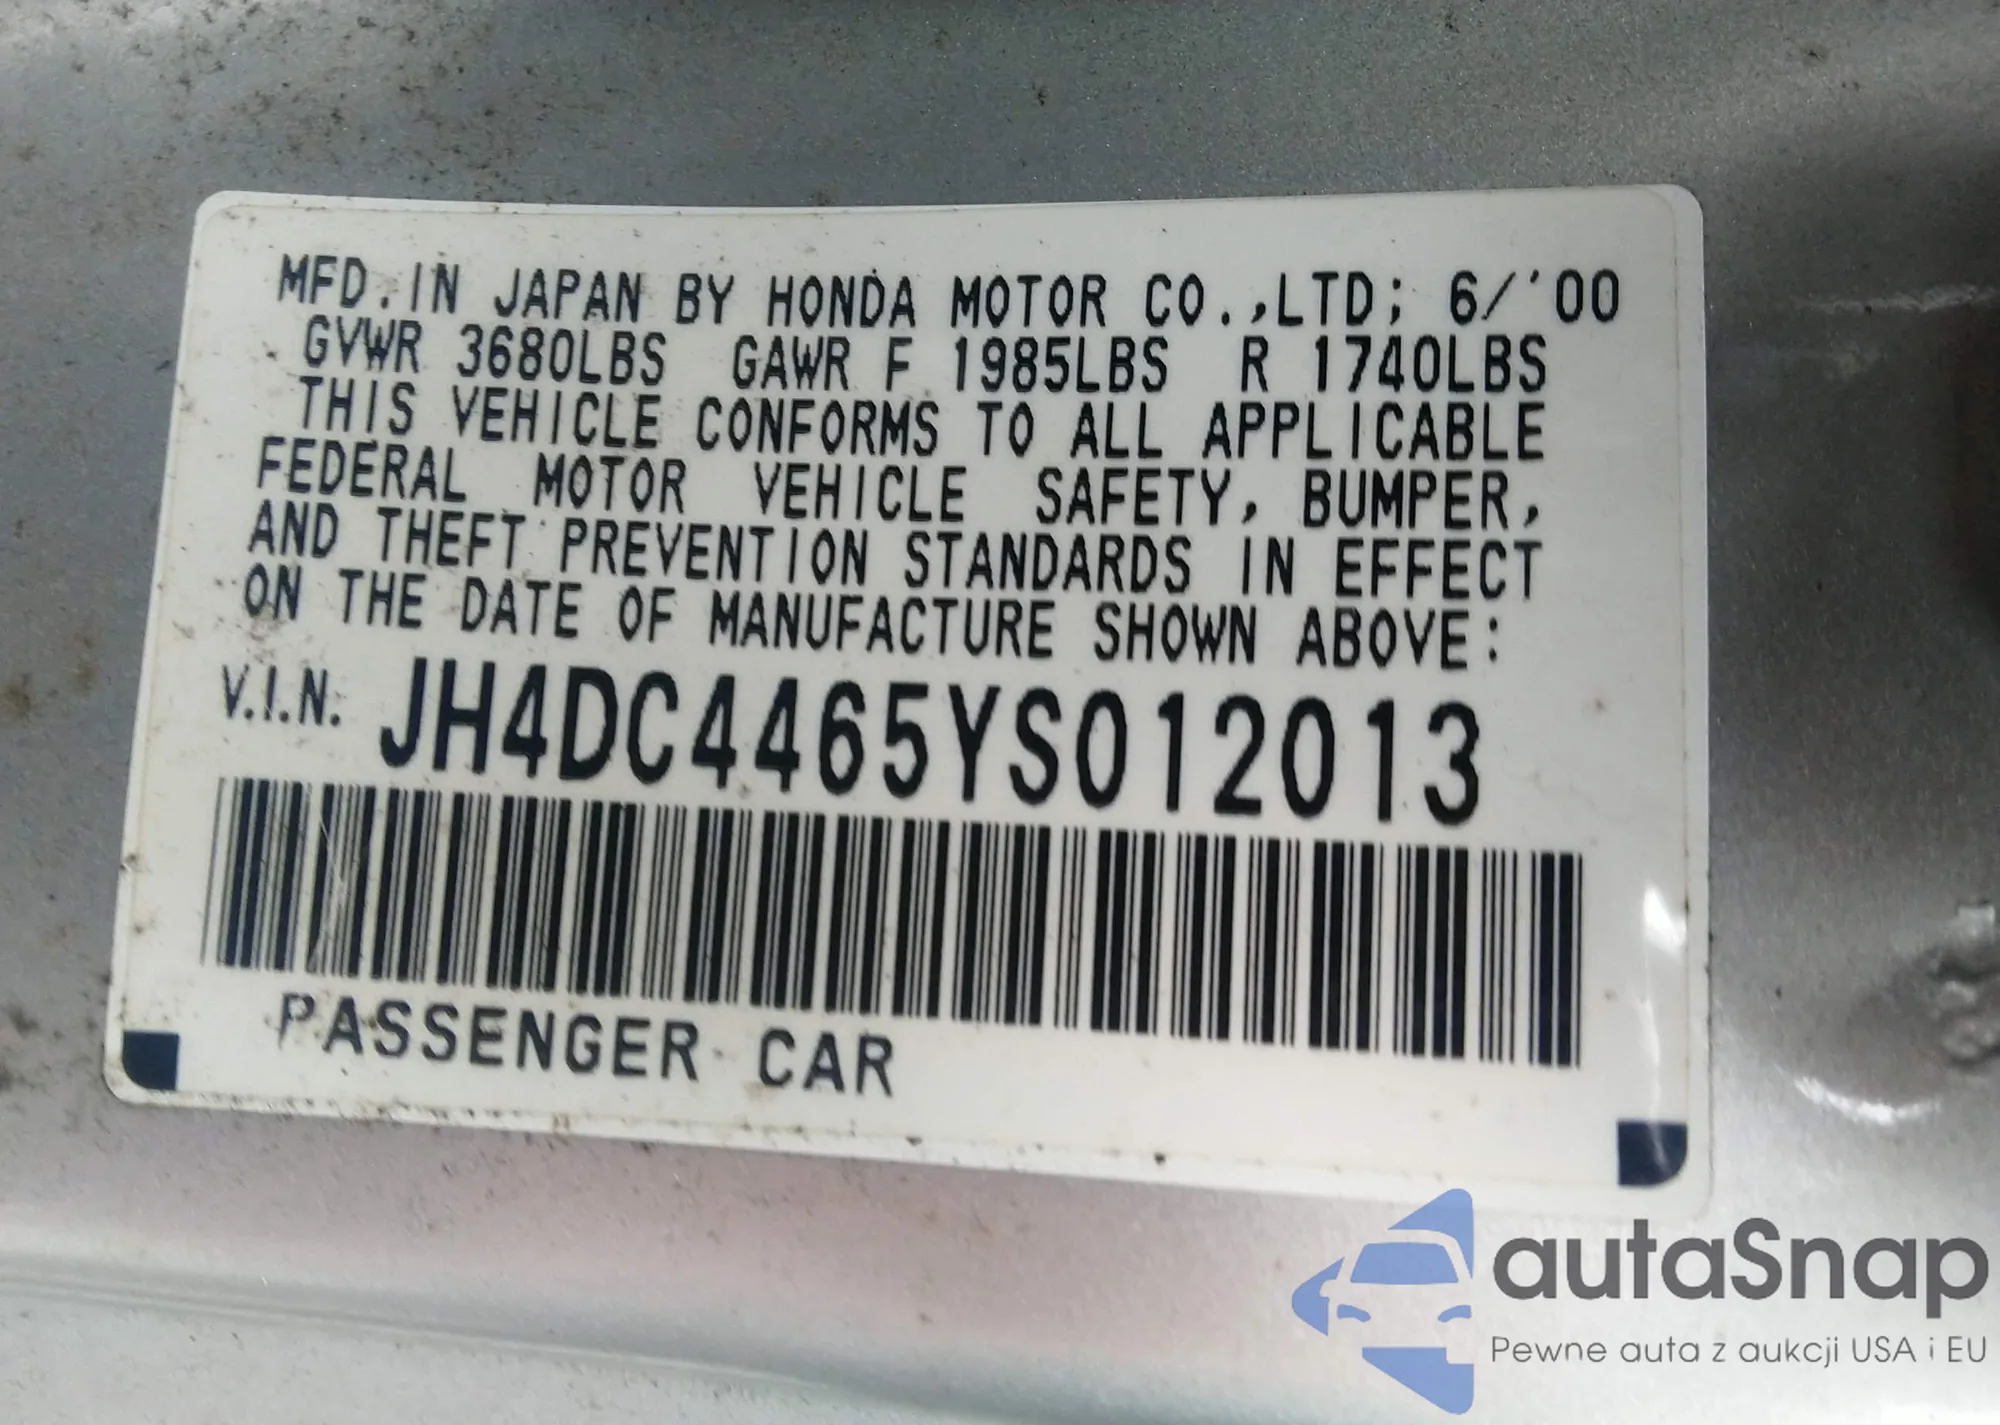 MFD. IN JAPAN BY HONDA MOTOR CO.,LTD; 6/'00
GVWR 3680LBS GAWR F 1985LBS R 1740LBS
THIS VEHICLE CONFORMS TO ALL APPLICABLE
FEDERAL MOTOR VEHICLE SAFETY, BUMPER,
AND THEFT PREVENTION STANDARDS IN EFFECT
ON THE DATE OF MANUFACTURE SHOWN ABOVE:
V.I.N. JH4DC4465YS012013
PASSENGER CAR
autaSnap
Pewne auta z aukcji USA i EU